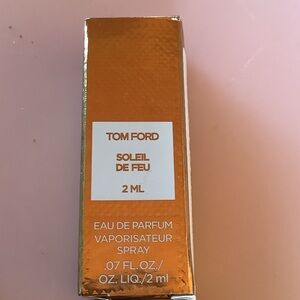 TOM FORD
SOLEIL
DE FEU
2 ML
EAU DE PARFUM
VAPORISATEUR
SPRAY
.07 FL.OZ./
OZ. LIQ./2 ml